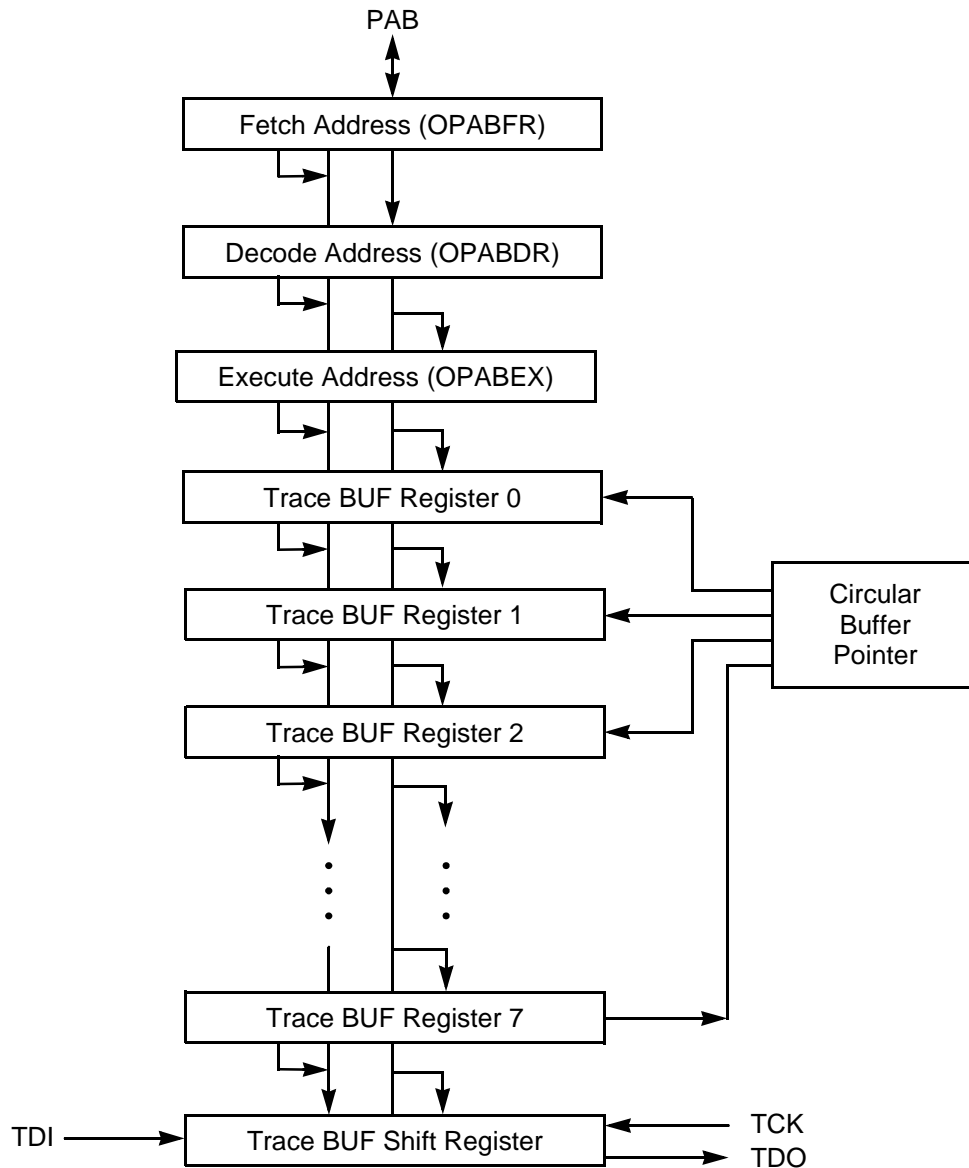 PAB
Fetch Address (OPABFR)
Decode Address (OPABDR)
Execute Address (OPABEX)
Trace BUF Register 0
Trace BUF Register 1
Circular
Buffer
Pointer
Trace BUF Register 2
Trace BUF Register 7
TDI
Trace BUF Shift Register
TCK
TDO